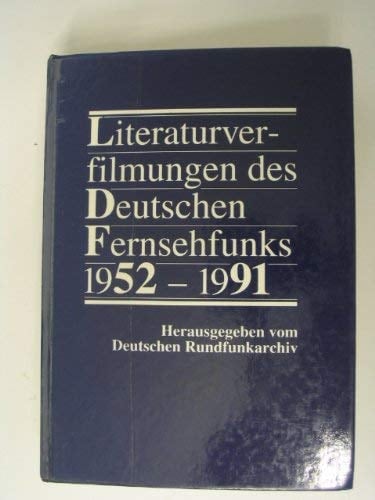 Literaturver-
filmungen des
Deutschen
Fernsehfunks
1952 – 1991
Herausgegeben vom
Deutschen Rundfunkarchiv